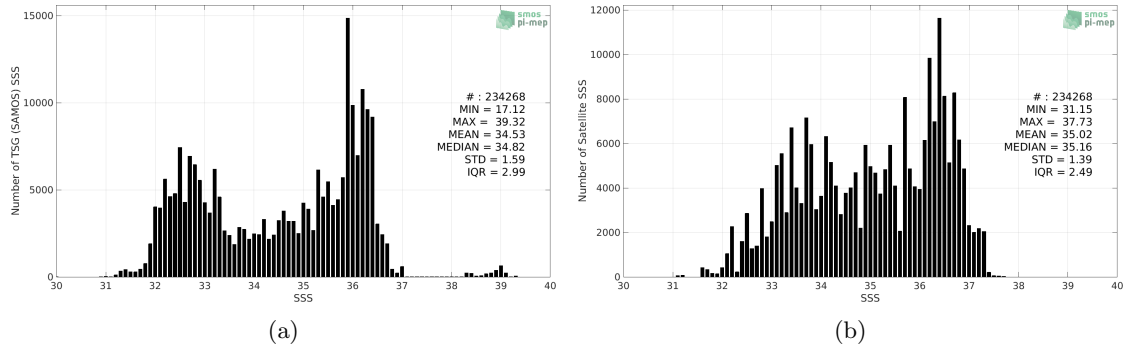 15000
10000
5000
0
Number of TSG (SAMOS) SSS
smos
pi-mep
# : 234268
MIN = 17.12
MAX = 39.32
MEAN = 34.53
MEDIAN = 34.82
STD = 1.59
IQR = 2.99
30 31 32 33 34 35 36 37 38 39 40
SSS
(a)
12000
10000
8000
6000
4000
2000
0
Number of Satellite SSS
smos
pi-mep
# : 234268
MIN = 31.15
MAX = 37.73
MEAN = 35.02
MEDIAN = 35.16
STD = 1.39
IQR = 2.49
30 31 32 33 34 35 36 37 38 39 40
SSS
(b)